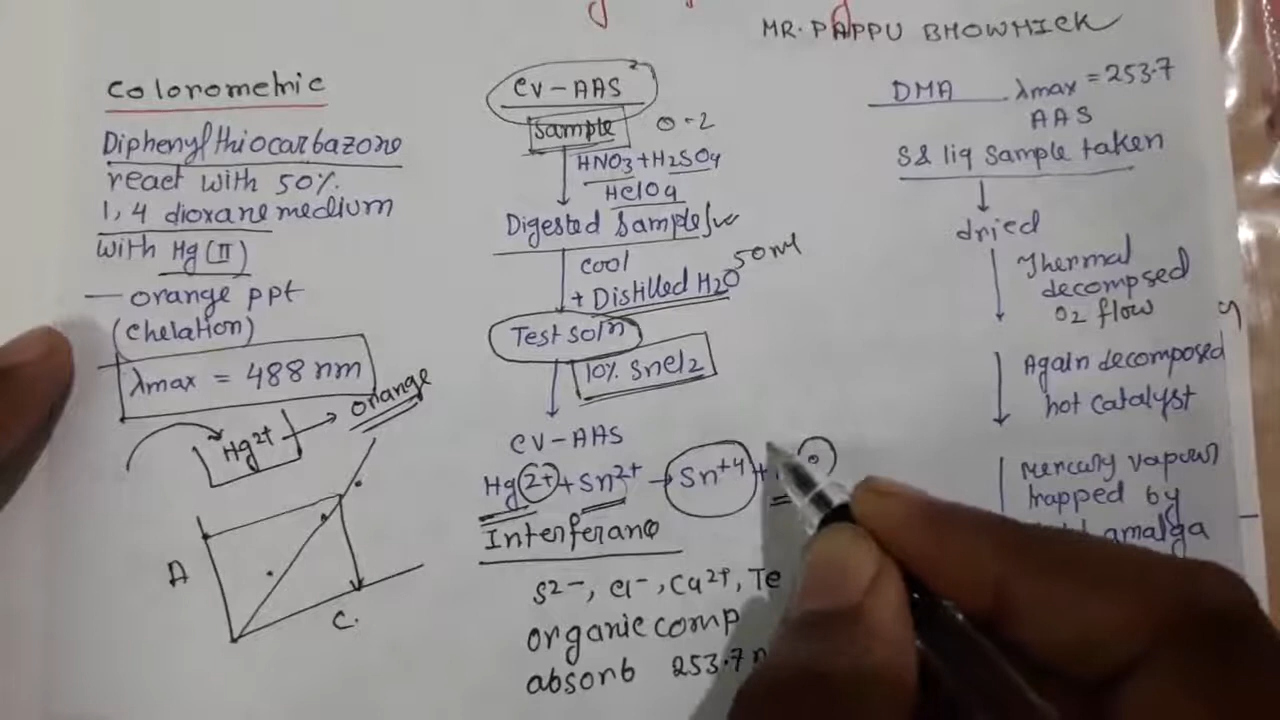 MR. PAPPU BHOWMICK
Colorometric
Diphenylthiocarbazone
react with 50%.
1,4 dioxane medium
with Hg(II)
— orange ppt
(chelation)
λmax = 488 nm
Hg2+ → orange
A
C.
CV-AAS
Sample 0.2
HNO3+H2SO4
HClO4
Digested Sample
cool
+ Distilled H2O 50ml
Test soln
10% SnCl2
CV-AAS
Hg2+ + Sn2+ → Sn+4 +
Interferanc
S2-, Cl-, Cu2+, Te
organic comp
absorb 253.7
DMA λmax = 253.7
AAS
S& liq sample taken
dried
Thermal
decompsed
O2 flow
Again decomposed
hot catalyst
Mercury vapour
trapped by
amalga